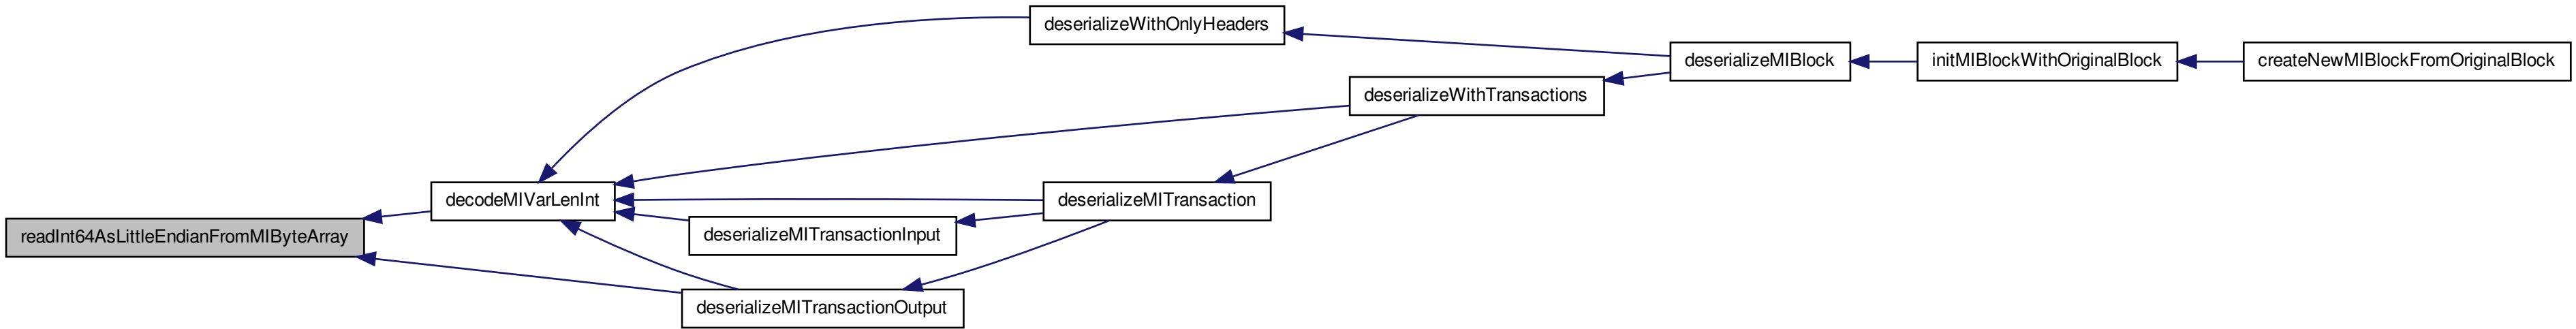 deserializeWithOnlyHeaders
deserializeMIBlock
initMIBlockWithOriginalBlock
createNewMIBlockFromOriginalBlock
deserializeWithTransactions
decodeMIVarLenInt
deserializeMITransaction
readInt64AsLittleEndianFromMIByteArray
deserializeMITransactionInput
deserializeMITransactionOutput